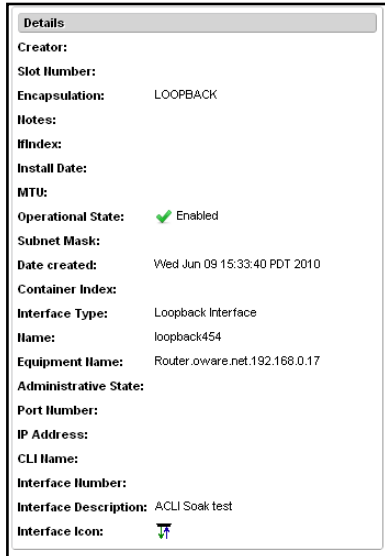 Details
Creator:
Slot Number:
Encapsulation: LOOPBACK
Notes:
IfIndex:
Install Date:
MTU:
Operational State: Enabled
Subnet Mask:
Date created: Wed Jun 09 15:33:40 PDT 2010
Container Index:
Interface Type: Loopback Interface
Name: loopback454
Equipment Name: Router.oware.net.192.168.0.17
Administrative State:
Port Number:
IP Address:
CLI Name:
Interface Number:
Interface Description: ACLI Soak test
Interface Icon: